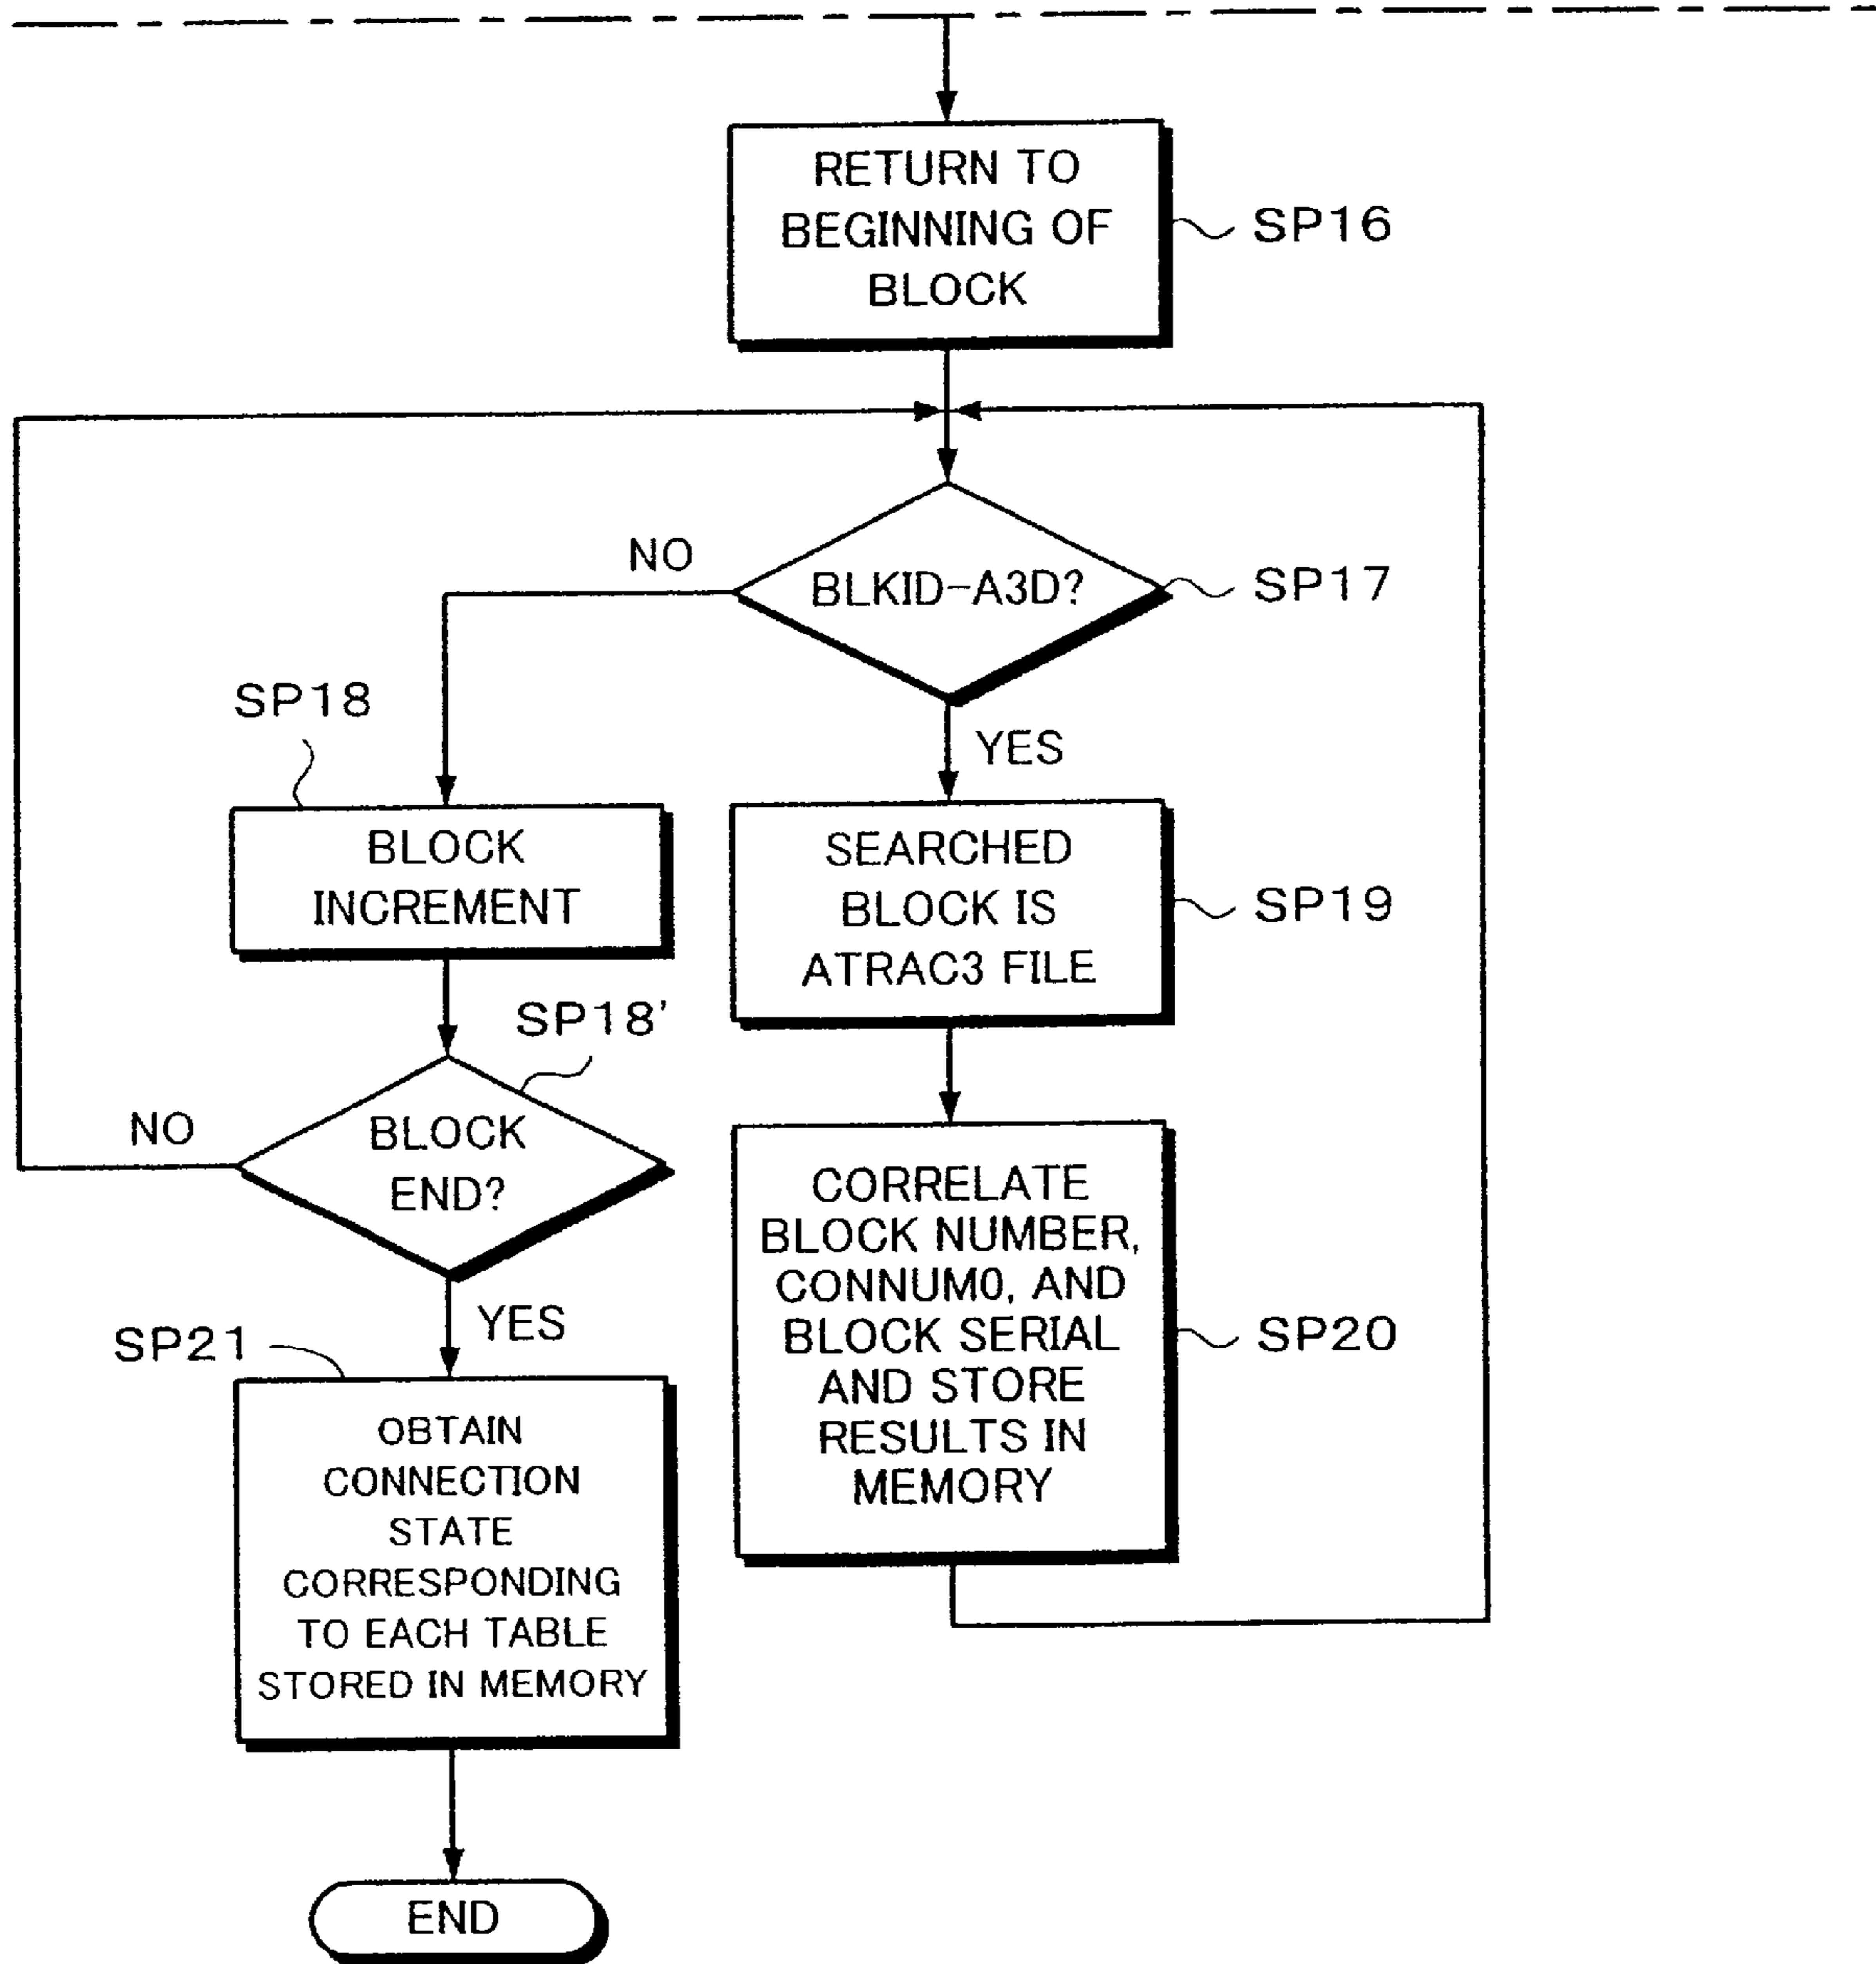 RETURN TO
BEGINNING OF
BLOCK
SP16
NO
BLKID-A3D?
SP17
YES
SP18
BLOCK
INCREMENT
SEARCHED
BLOCK IS
ATRAC3 FILE
SP19
SP18'
NO
BLOCK
END?
YES
CORRELATE
BLOCK NUMBER,
CONNUM0, AND
BLOCK SERIAL
AND STORE
RESULTS IN
MEMORY
SP20
SP21
OBTAIN
CONNECTION
STATE
CORRESPONDING
TO EACH TABLE
STORED IN MEMORY
END